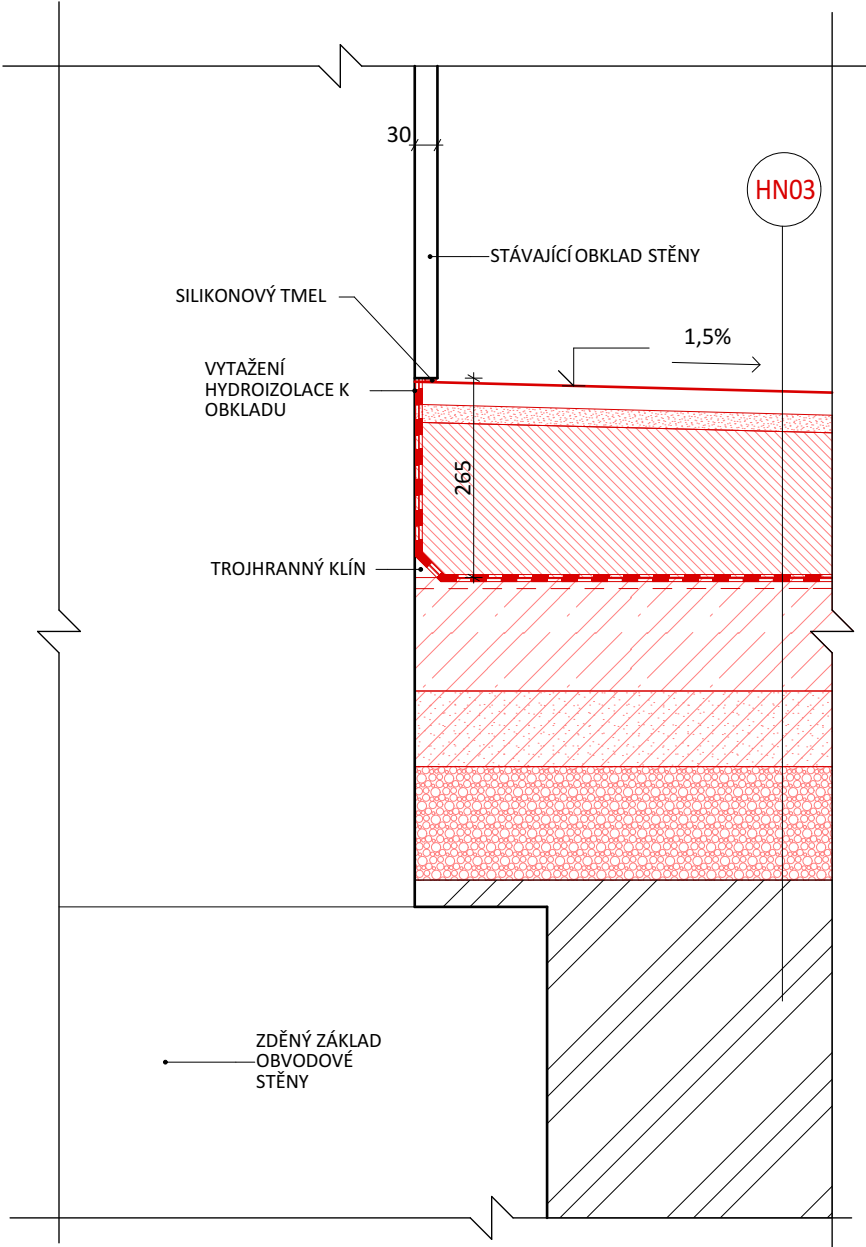 30
HN03
STÁVAJÍCÍ OBKLAD STĚNY
SILIKONOVÝ TMEL
1,5%
VYTAŽENÍ
HYDROIZOLACE K
OBKLADU
265
TROJHRANNÝ KLÍN
ZDĚNÝ ZÁKLAD
OBVODOVÉ
STĚNY